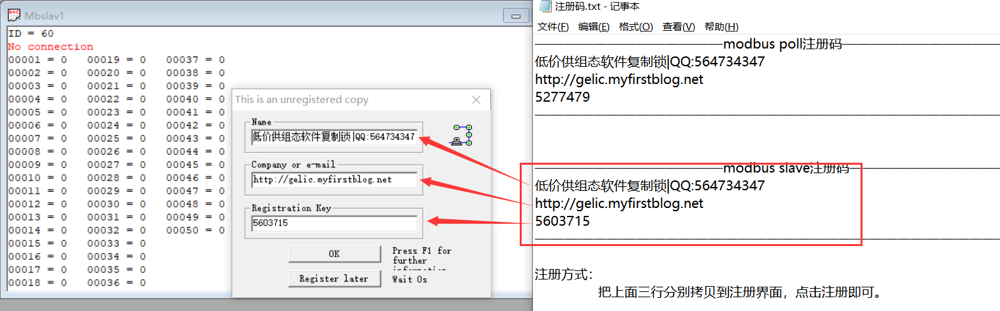 Mbslav1
ID = 60
No connection
00001 = 0 00019 = 0 00037 = 0
00002 = 0 00020 = 0 00038 = 0
00003 = 0 00021 = 0 00039 = 0
00004 = 0 00022 = 0 00040 = 0
00005 = 0 00023 = 0 00041 = 0
00006 = 0 00024 = 0 00042 = 0
00007 = 0 00025 = 0 00043 = 0
00008 = 0 00026 = 0 00044 = 0
00009 = 0 00027 = 0 00045 = 0
00010 = 0 00028 = 0 00046 = 0
00011 = 0 00029 = 0 00047 = 0
00012 = 0 00030 = 0 00048 = 0
00013 = 0 00031 = 0 00049 = 0
00014 = 0 00032 = 0 00050 = 0
00015 = 0 00033 = 0
00016 = 0 00034 = 0
00017 = 0 00035 = 0
00018 = 0 00036 = 0
This is an unregistered copy
Name
低价供组态软件复制锁|QQ:564734347
Company or e-mail
http://gelic.myfirstblog.net
Registration Key
5603715
OK
Press F1 for
further
Register later
Wait 0s
注册码.txt - 记事本
文件(F) 编辑(E) 格式(O) 查看(V) 帮助(H)
modbus poll注册码
低价供组态软件复制锁|QQ:564734347
http://gelic.myfirstblog.net
5277479
modbus slave注册码
低价供组态软件复制锁|QQ:564734347
http://gelic.myfirstblog.net
5603715
注册方式：
把上面三行分别拷贝到注册界面，点击注册即可。